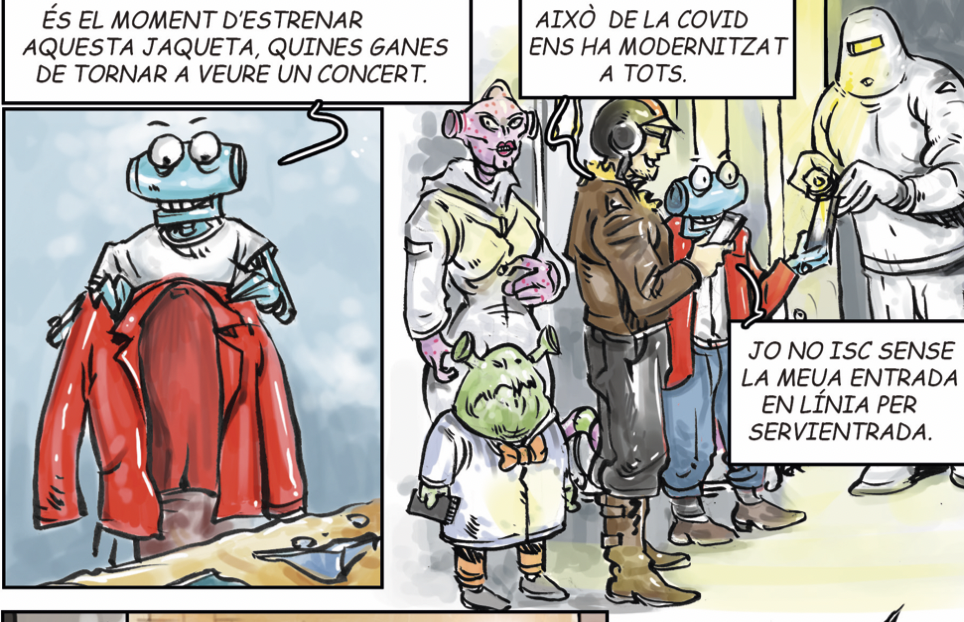 ÉS EL MOMENT D'ESTRENAR
AQUESTA JAQUETA, QUINES GANES
DE TORNAR A VEURE UN CONCERT.
AIXÒ DE LA COVID
ENS HA MODERNITZAT
A TOTS.
JO NO ISC SENSE
LA MEUA ENTRADA
EN LÍNIA PER
SERVIENTRADA.